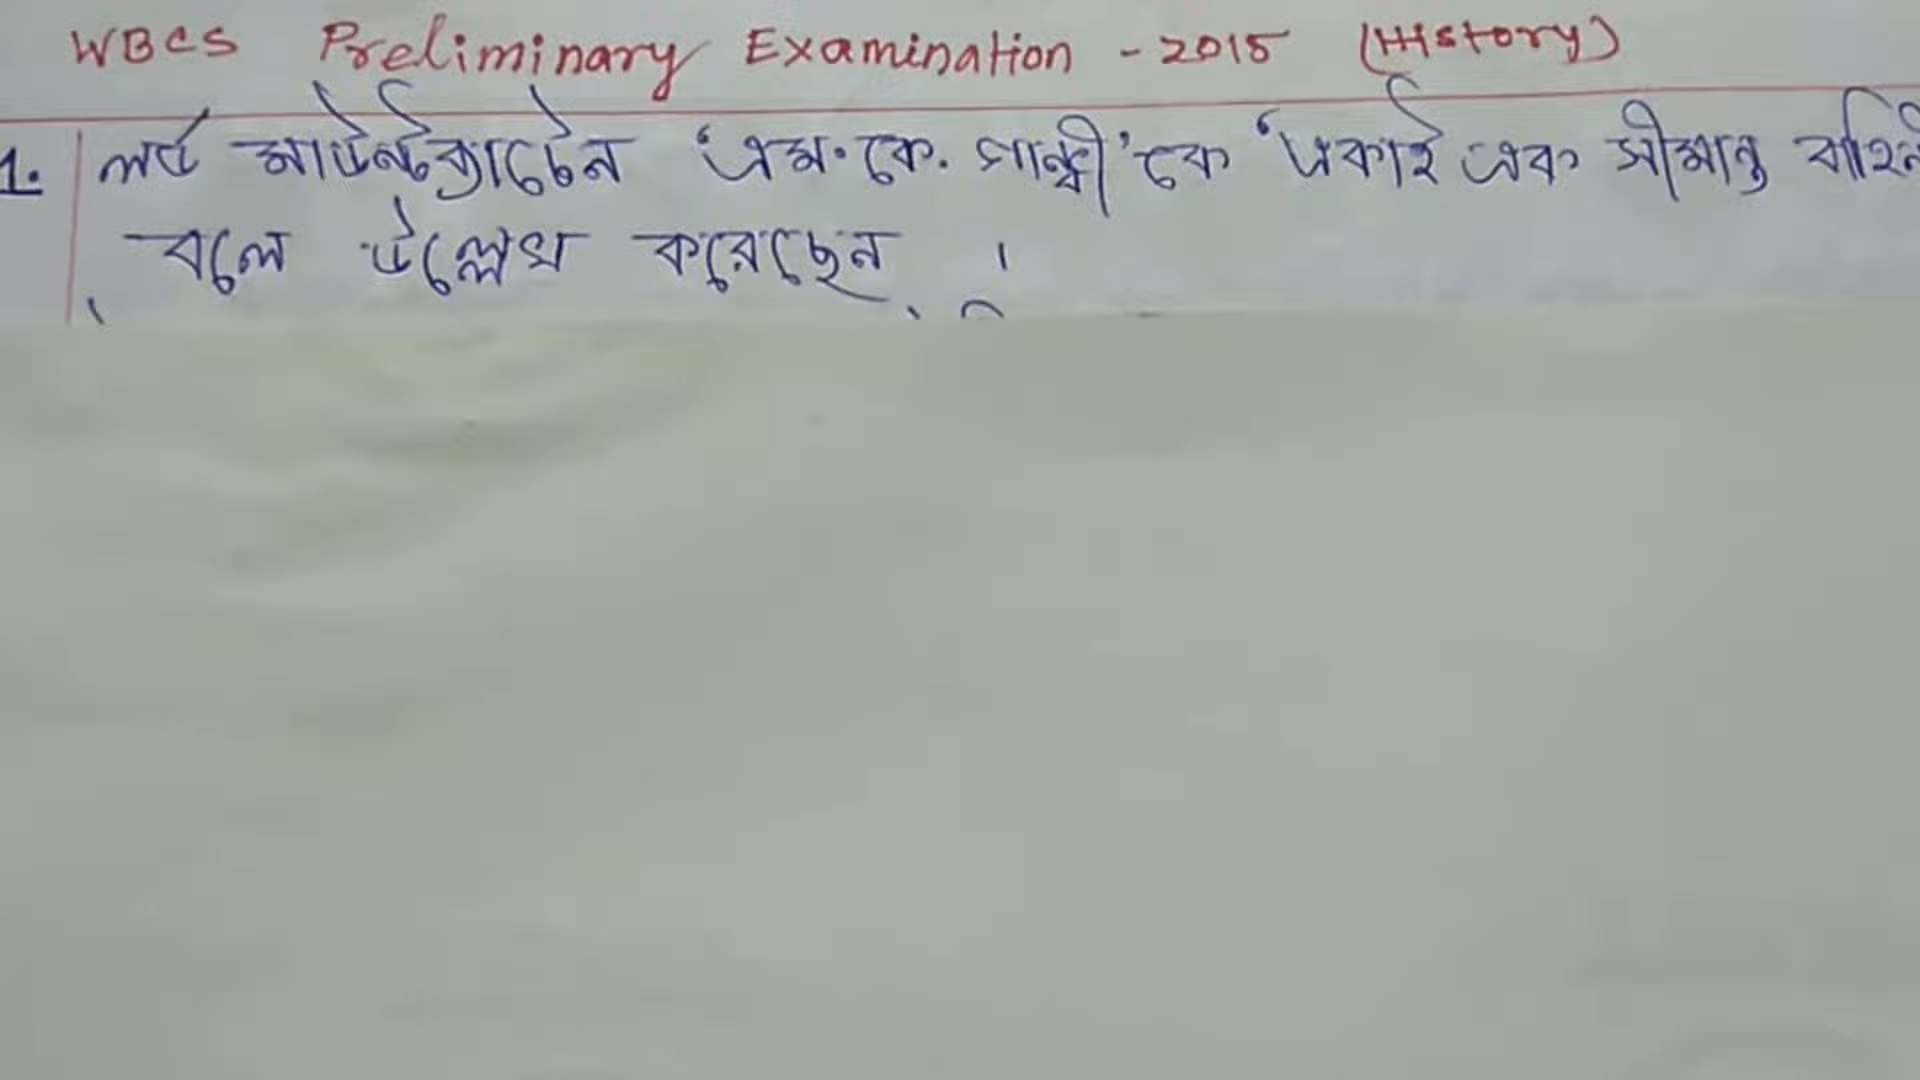 WBCS Preliminary Examination - 2015 (History)
1. লর্ড মাউন্টব্যাটেন 'এম. কে. গান্ধী'কে 'একাই এক সীমান্ত
বলে উল্লেখ করেছেন ।